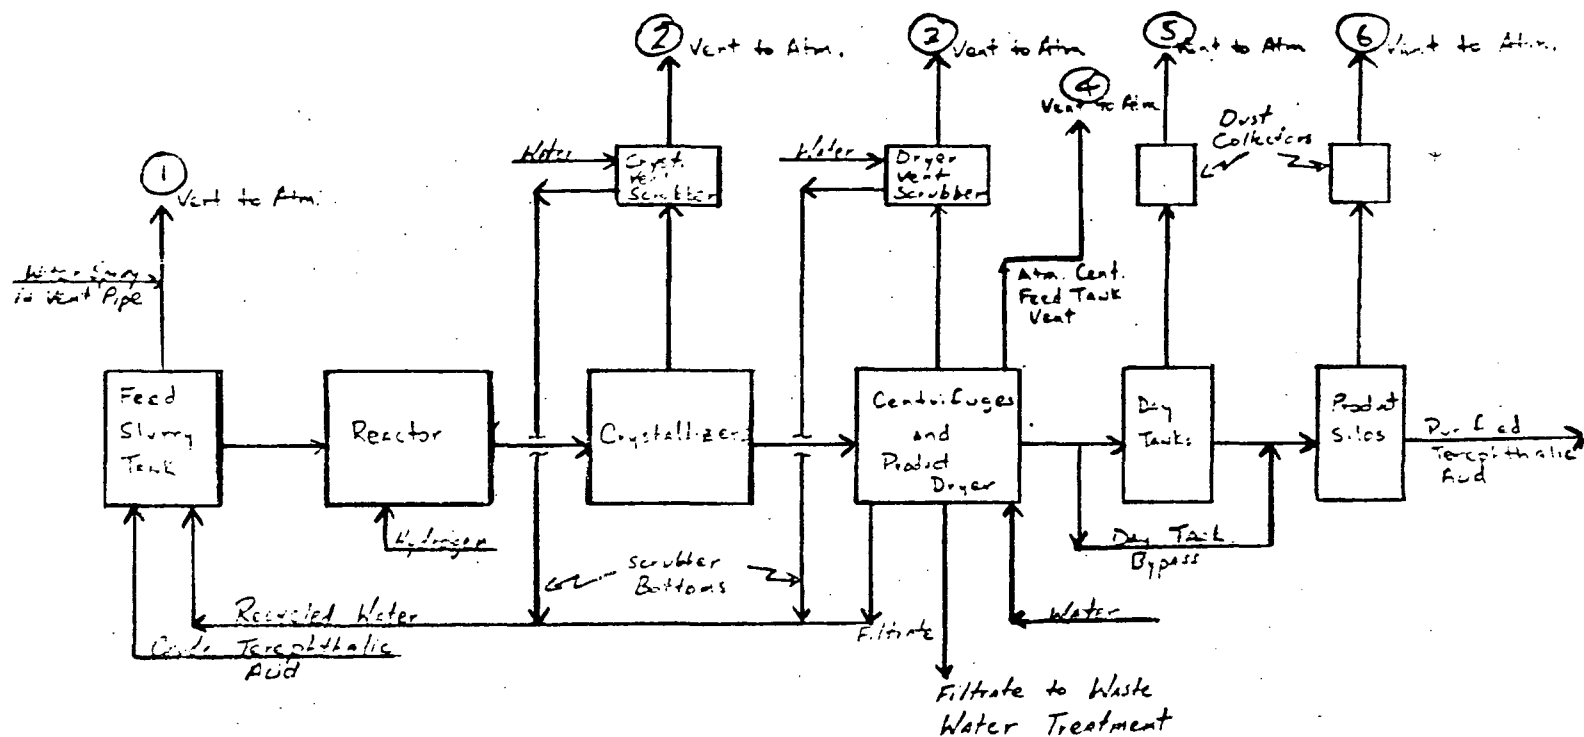 2
Vent to Atm.
3
Vent to Atm
5
Vent to Atm
6
Vent to Atm.
4
Vent to Atm
Dust
Collectors
Water
Cryst.
Vent
Scrubber
Water
Dryer
Vent
Scrubber
1
Vent to Atm.
Water Spray
in Vent Pipe
Atm. Cent.
Feed Tank
Vent
Feed
Slurry
Tank
Reactor
Crystallizers
Centrifuges
and
Product
Dryer
Day
Tanks
Product
Silos
Purified
Terephthalic
Acid
Hydrogen
Scrubber
Bottoms
Day Tank
Bypass
Recycled Water
Filtrate
Water
Crude Terephthalic
Acid
Filtrate to Waste
Water Treatment